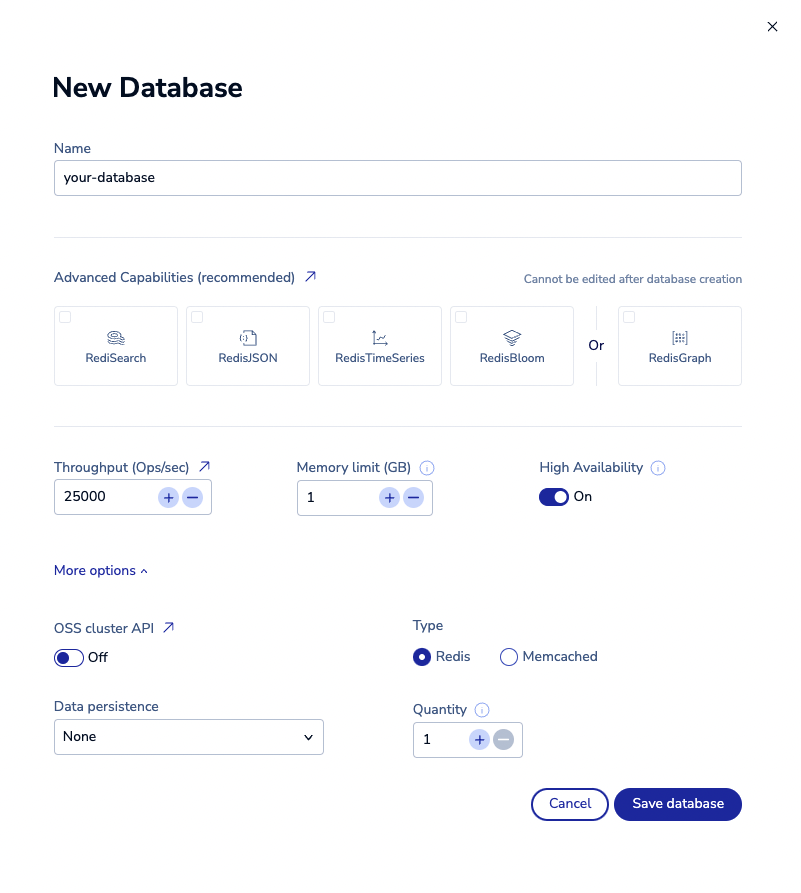 New Database
Name
your-database
Advanced Capabilities (recommended)
Cannot be edited after database creation
RediSearch
RedisJSON
RedisTimeSeries
RedisBloom
Or
RedisGraph
Throughput (Ops/sec)
Memory limit (GB)
High Availability
25000
1
On
More options
OSS cluster API
Type
Off
Redis
Memcached
Data persistence
Quantity
None
1
Cancel
Save database